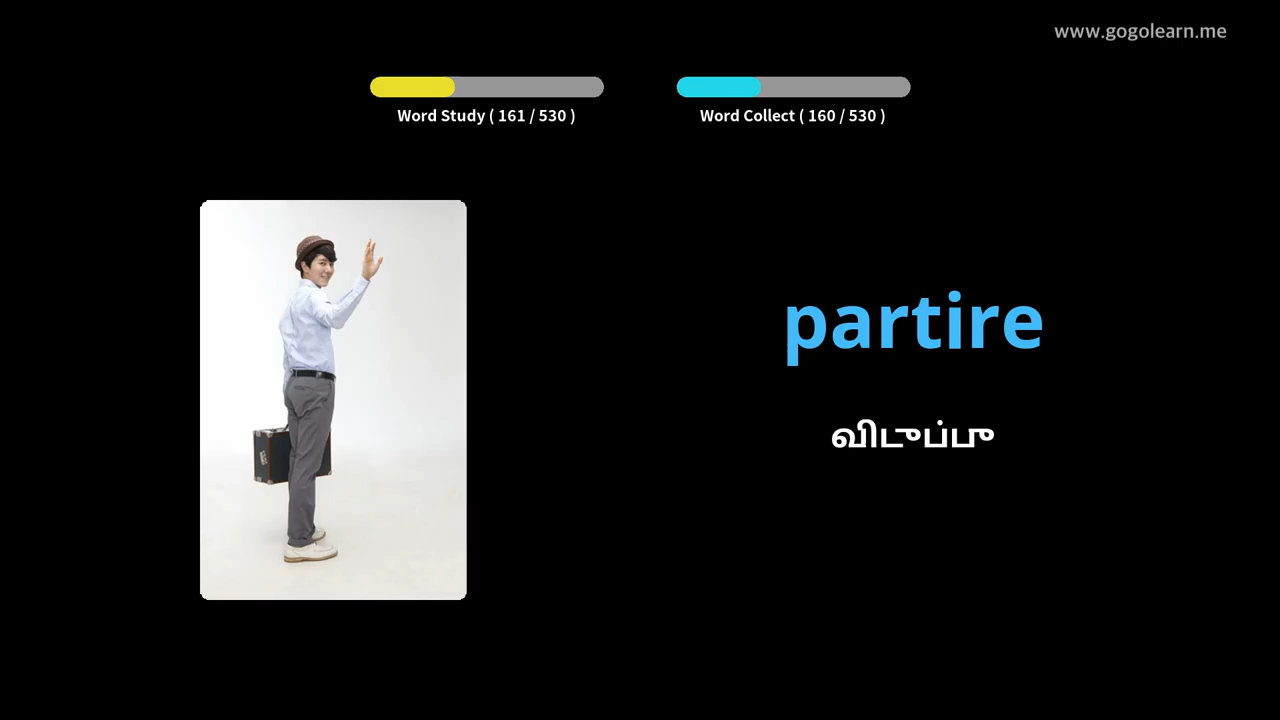 www.gogolearn.me
Word Study ( 161 / 530 )
Word Collect ( 160 / 530 )
partire
விடுப்பு